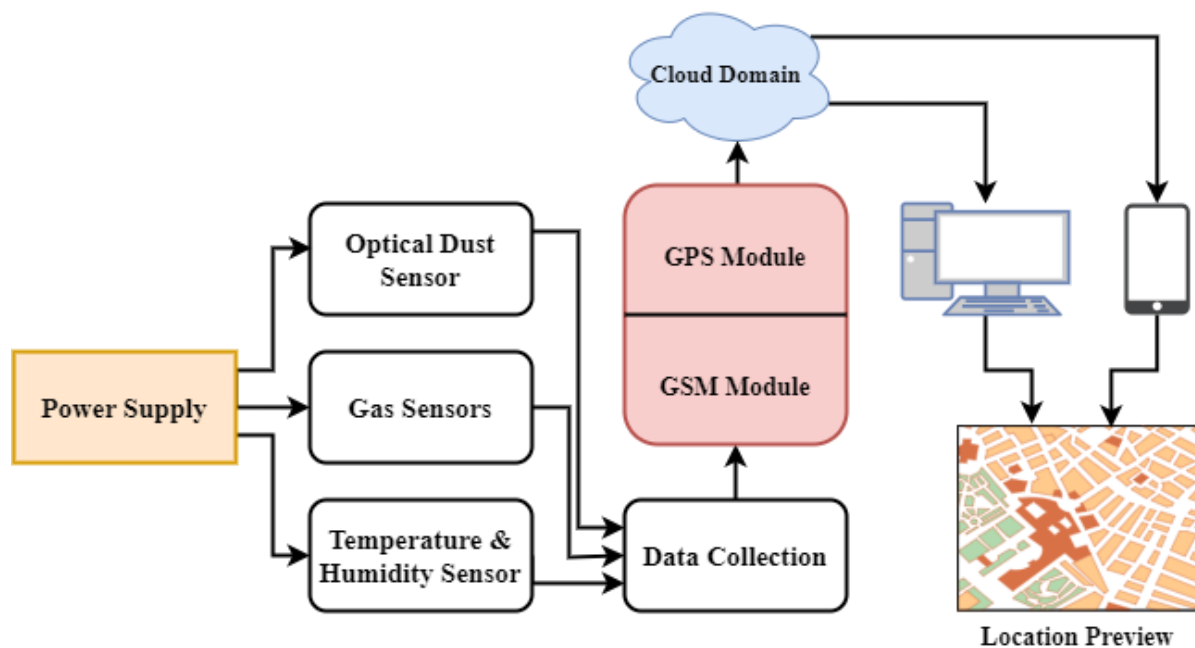 Cloud Domain
Optical Dust
Sensor
GPS Module
Power Supply
Gas Sensors
GSM Module
Temperature &
Humidity Sensor
Data Collection
Location Preview